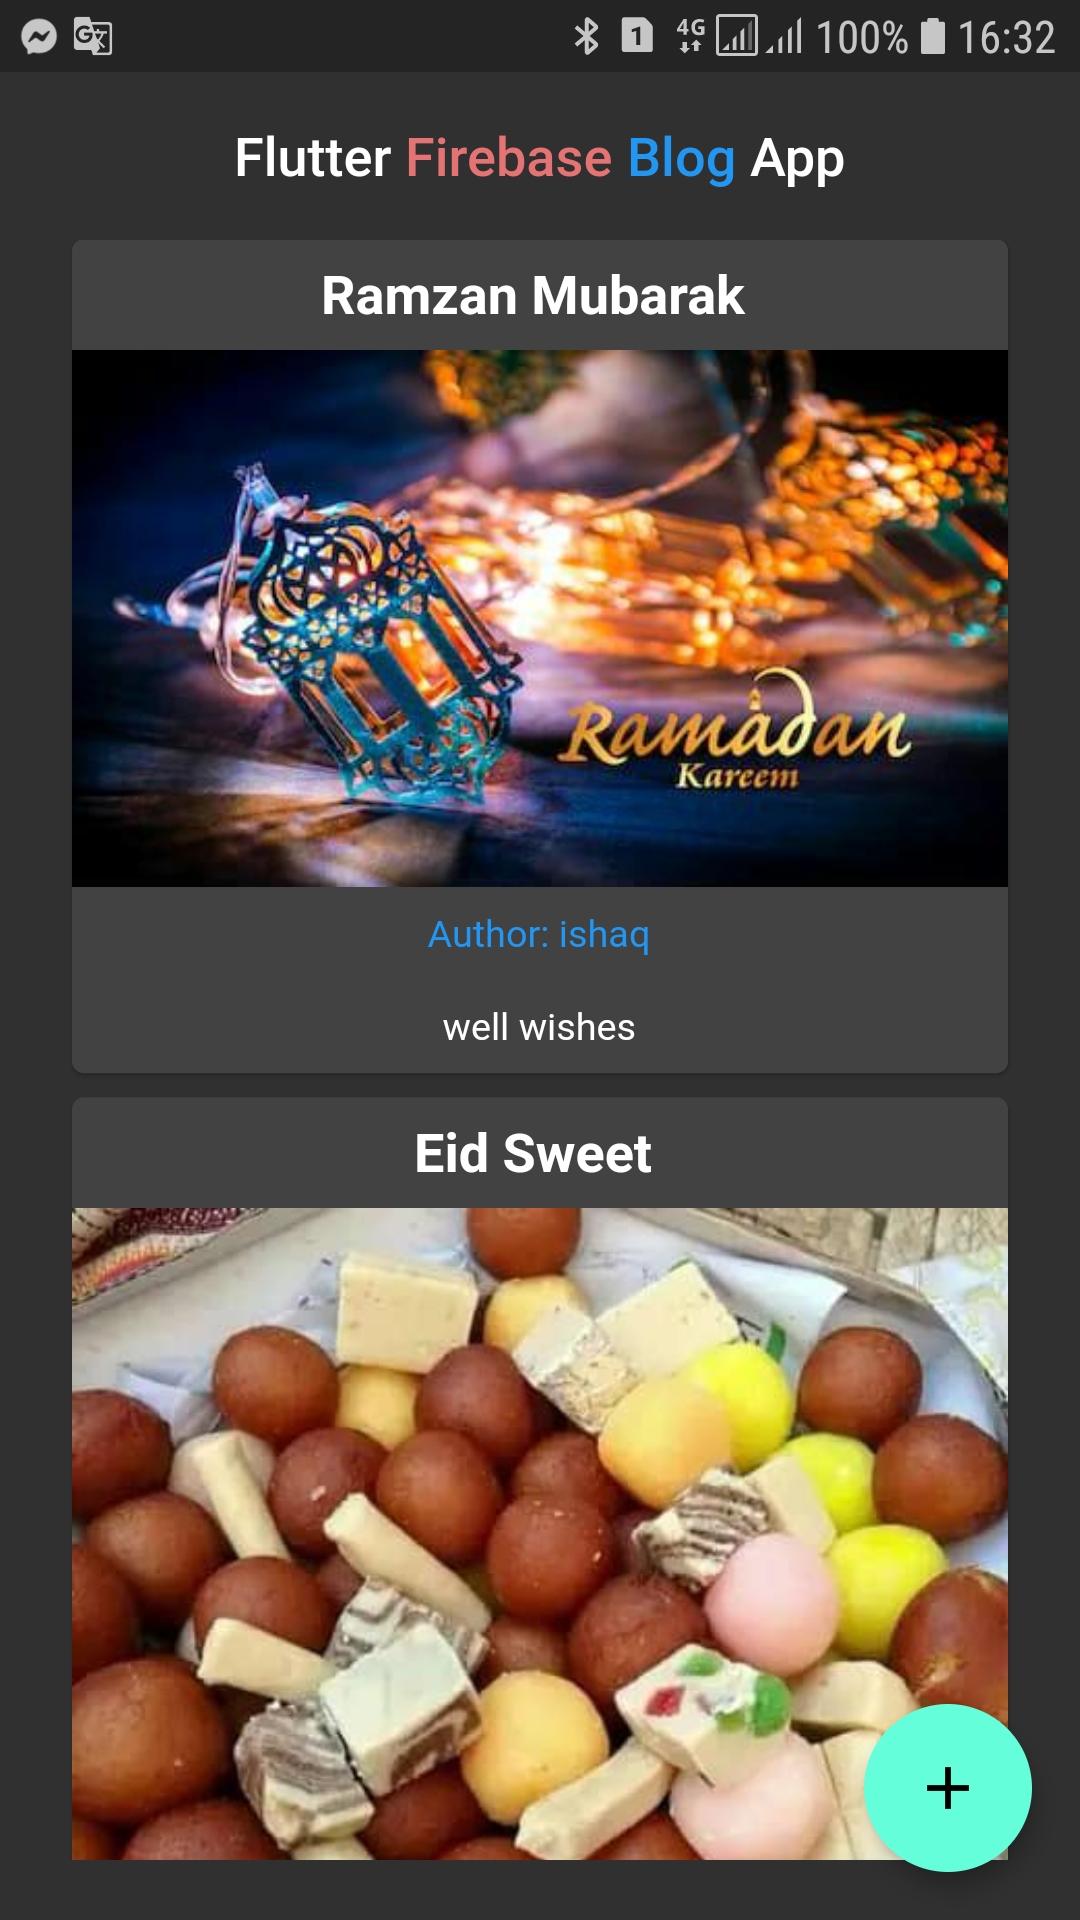 1 4G 100% 16:32
Flutter Firebase Blog App
Ramzan Mubarak
Ramadan
Kareem
Author: ishaq
well wishes
Eid Sweet
+